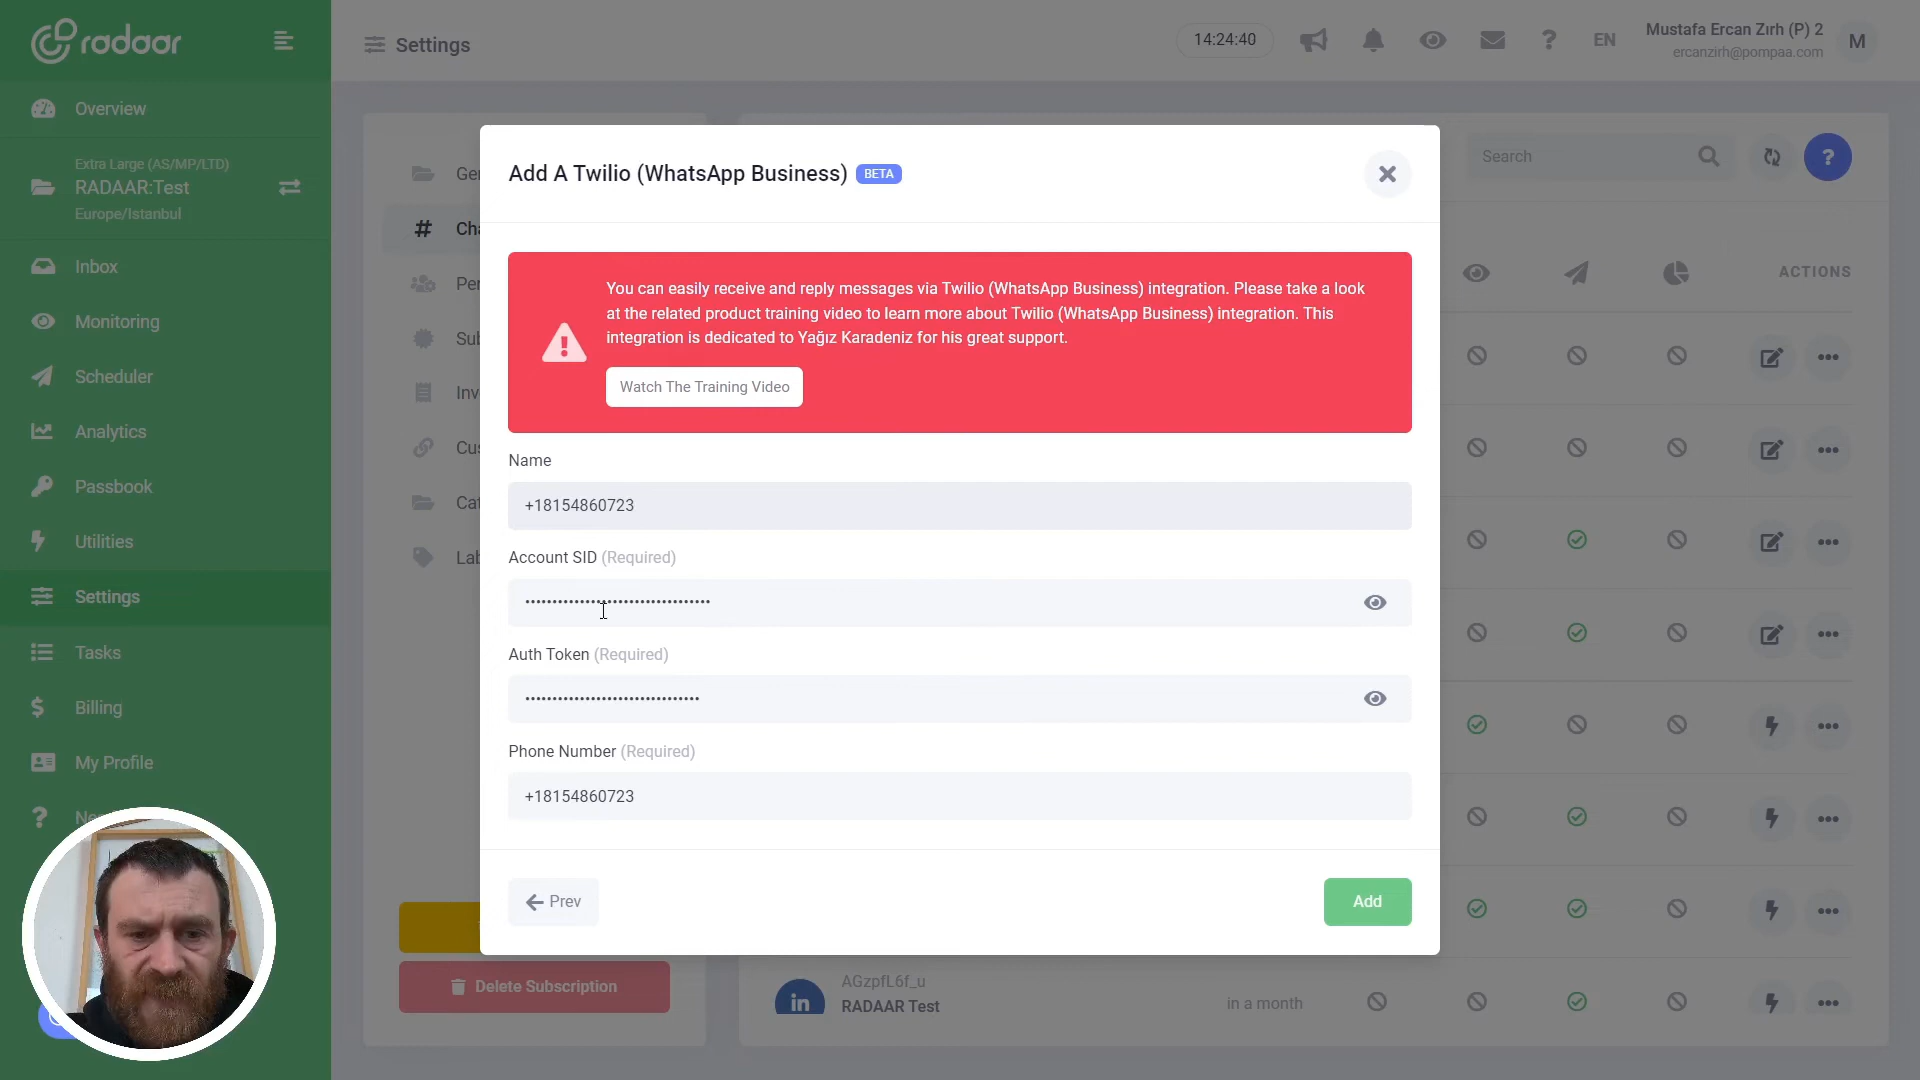 radaar
Settings
14:24:40
EN
Mustafa Ercan Zırh (P) 2
ercanzirh@pompaa.com
M
Overview
Extra Large (AS/MP/LTD)
RADAAR:Test
Europe/Istanbul
Inbox
Monitoring
Scheduler
Analytics
Passbook
Utilities
Settings
Tasks
Billing
My Profile
Search
ACTIONS
Add A Twilio (WhatsApp Business) BETA
You can easily receive and reply messages via Twilio (WhatsApp Business) integration. Please take a look
at the related product training video to learn more about Twilio (WhatsApp Business) integration. This
integration is dedicated to Yağız Karadeniz for his great support.
Watch The Training Video
Name
+18154860723
Account SID (Required)
••••••••••••••••••••••••••••••••••
Auth Token (Required)
••••••••••••••••••••••••••••••••
Phone Number (Required)
+18154860723
Prev
Add
Delete Subscription
AGzpfL6f_u
RADAAR Test
in a month